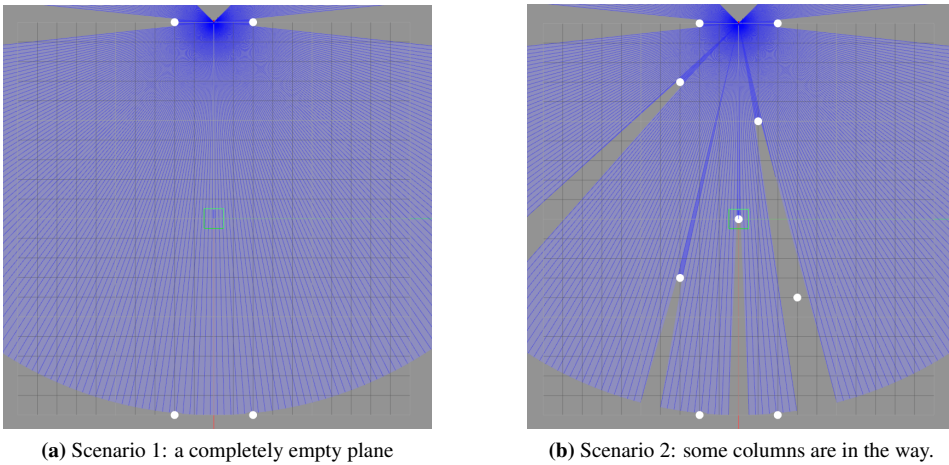 (a) Scenario 1: a completely empty plane
(b) Scenario 2: some columns are in the way.